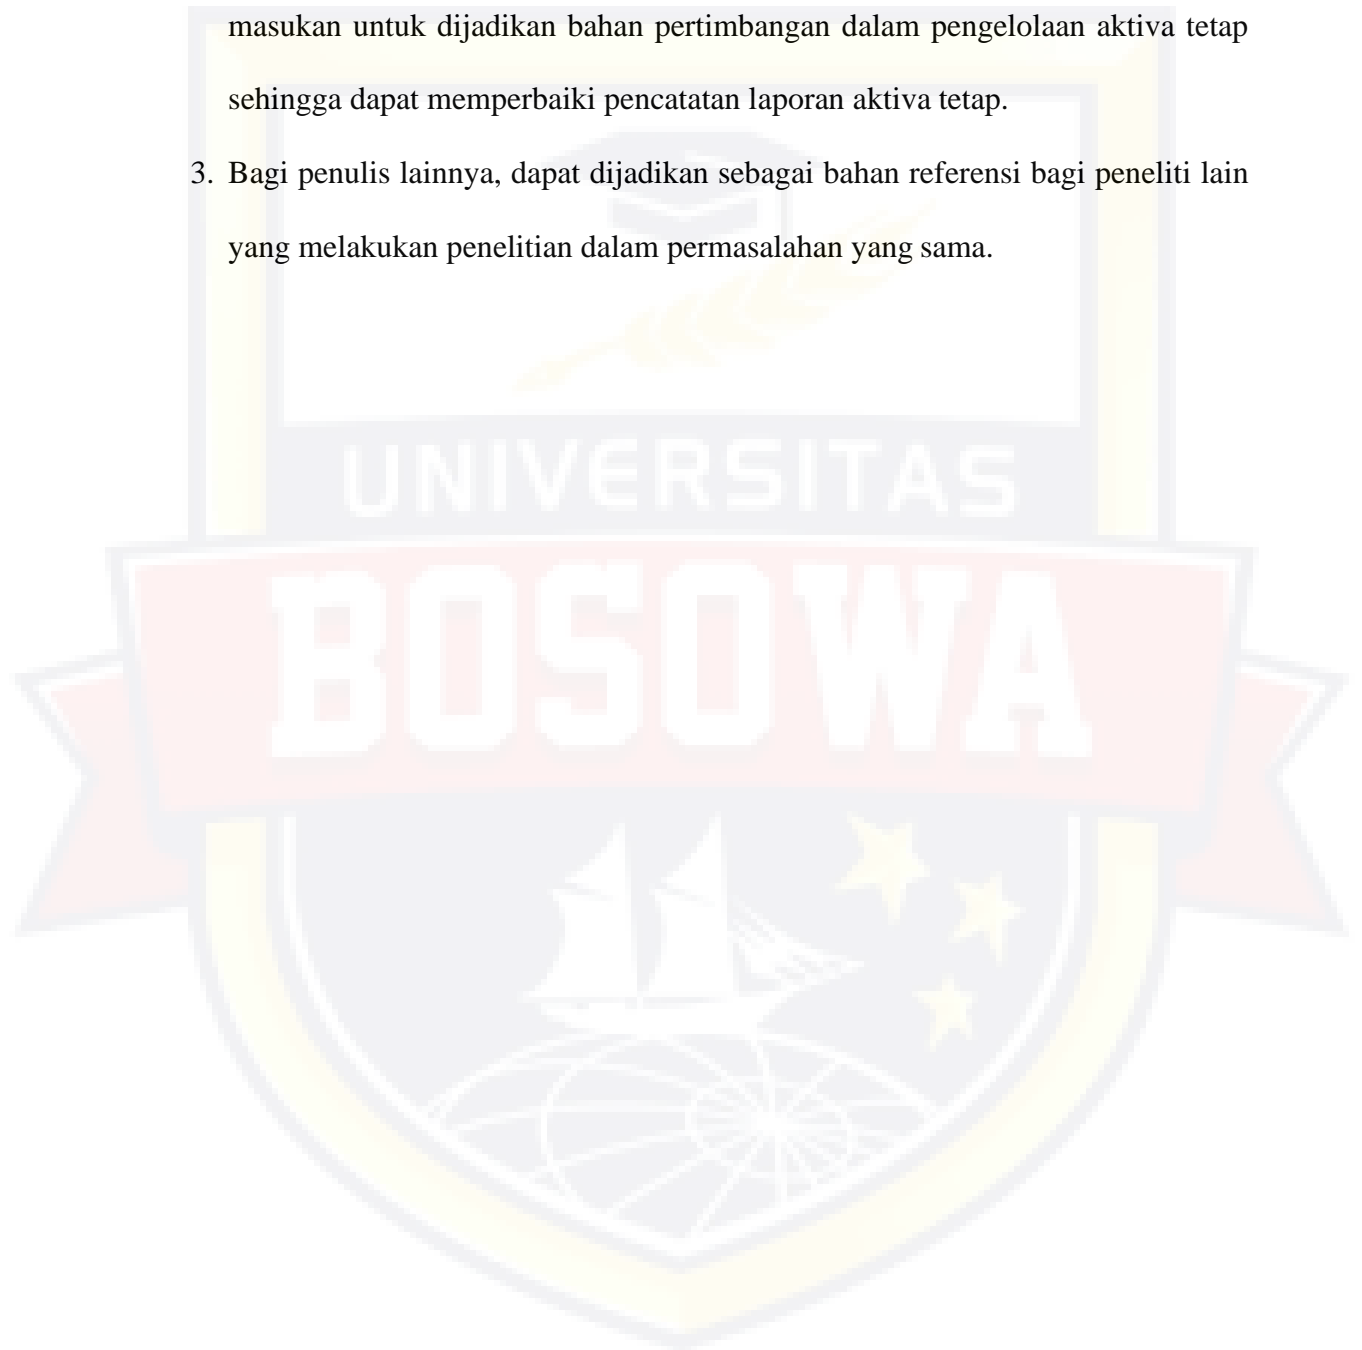 masukan untuk dijadikan bahan pertimbangan dalam pengelolaan aktiva tetap
sehingga dapat memperbaiki pencatatan laporan aktiva tetap.
3. Bagi penulis lainnya, dapat dijadikan sebagai bahan referensi bagi peneliti lain
yang melakukan penelitian dalam permasalahan yang sama.
UNIVERSITAS
BOSOWA